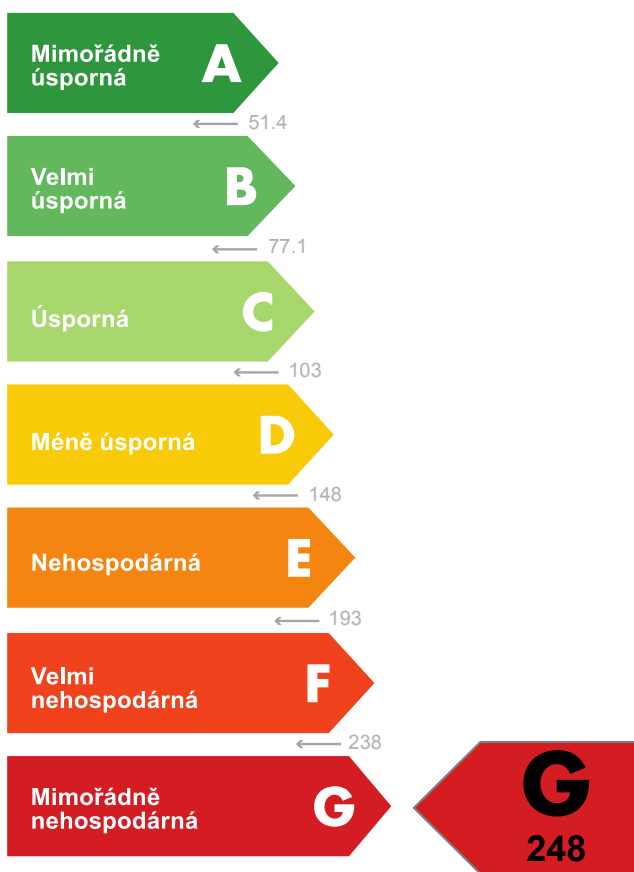 Mimořádně
úsporná
A
51.4
Velmi
úsporná
B
77.1
Úsporná
C
103
Méně úsporná
D
148
Nehospodárná
E
193
Velmi
nehospodárná
F
238
Mimořádně
nehospodárná
G
G
248